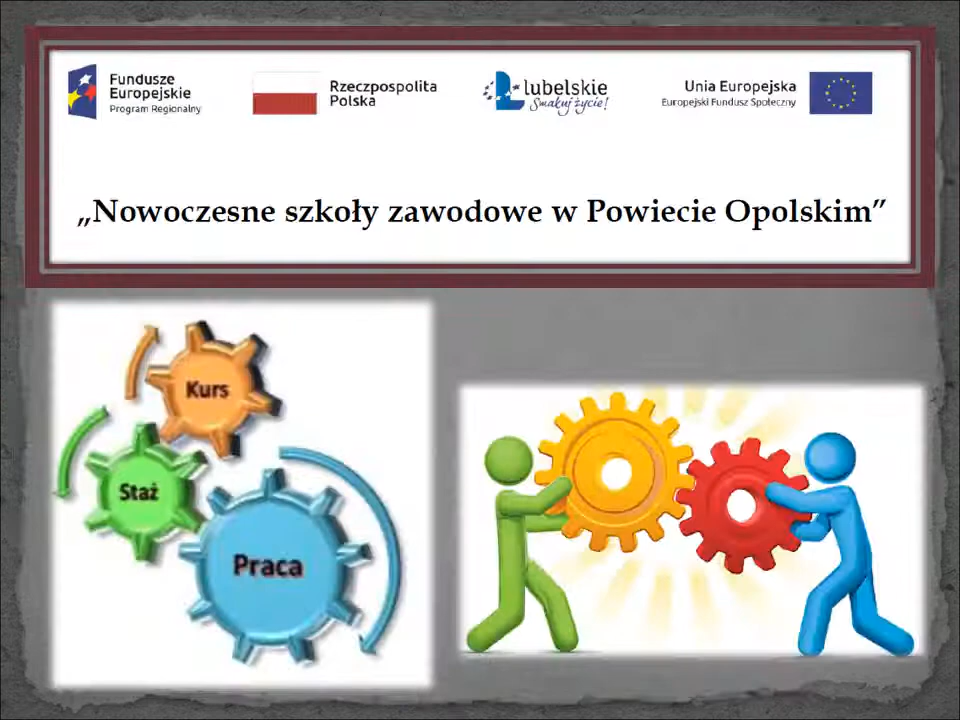 Fundusze
Europejskie
Program Regionalny
Rzeczpospolita
Polska
lubelskie
Smakuj życie!
Unia Europejska
Europejski Fundusz Społeczny
„Nowoczesne szkoły zawodowe w Powiecie Opolskim”
Kurs
Staż
Praca